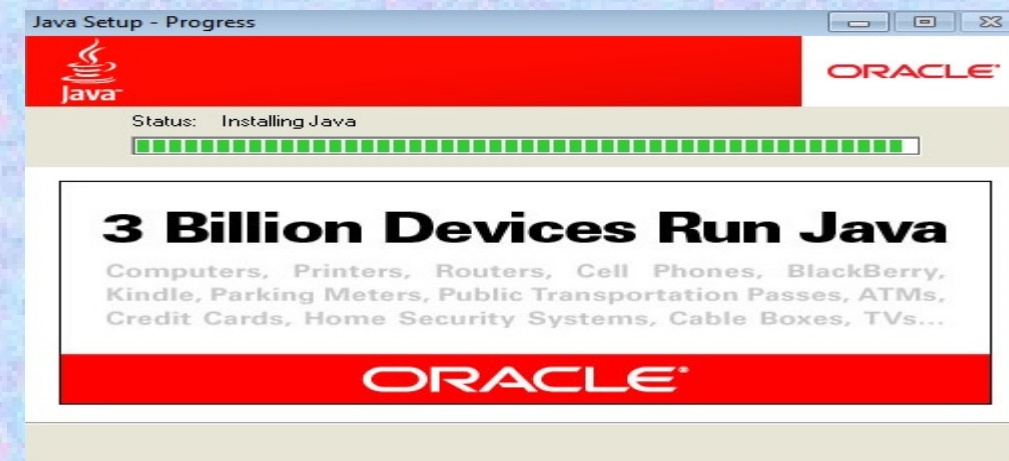 Java Setup - Progress
Java
ORACLE
Status: Installing Java
3 Billion Devices Run Java
Computers, Printers, Routers, Cell Phones, BlackBerry,
Kindle, Parking Meters, Public Transportation Passes, ATMs,
Credit Cards, Home Security Systems, Cable Boxes, TVs...
ORACLE